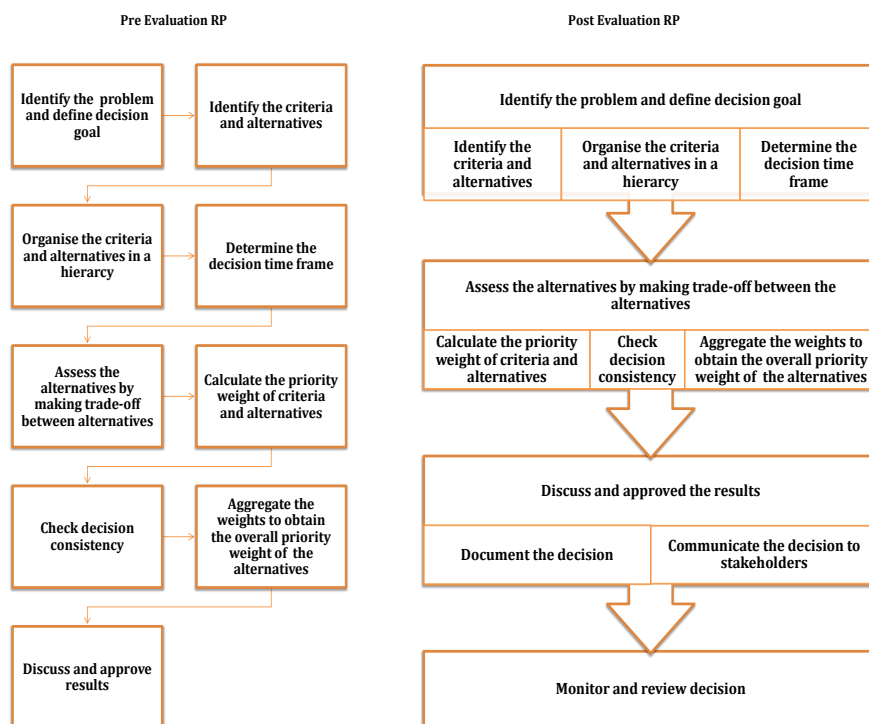 Pre Evaluation RP
Identify the problem
and define decision
goal
Identify the criteria
and alternatives
Organise the criteria
and alternatives in a
hierarcy
Determine the
decision time frame
Assess the
alternatives by
making trade-off
between alternatives
Calculate the priority
weight of criteria
and alternatives
Check decision
consistency
Aggregate the
weights to obtain
the overall priority
weight of the
alternatives
Discuss and approve
results
Post Evaluation RP
Identify the problem and define decision goal
Identify the
criteria and
alternatives
Organise the criteria
and alternatives in a
hierarcy
Determine the
decision time
frame
Assess the alternatives by making trade-off between the
alternatives
Calculate the priority
weight of criteria and
alternatives
Check
decision
consistency
Aggregate the weights to
obtain the overall priority
weight of the alternatives
Discuss and approved the results
Document the decision
Communicate the decision to
stakeholders
Monitor and review decision